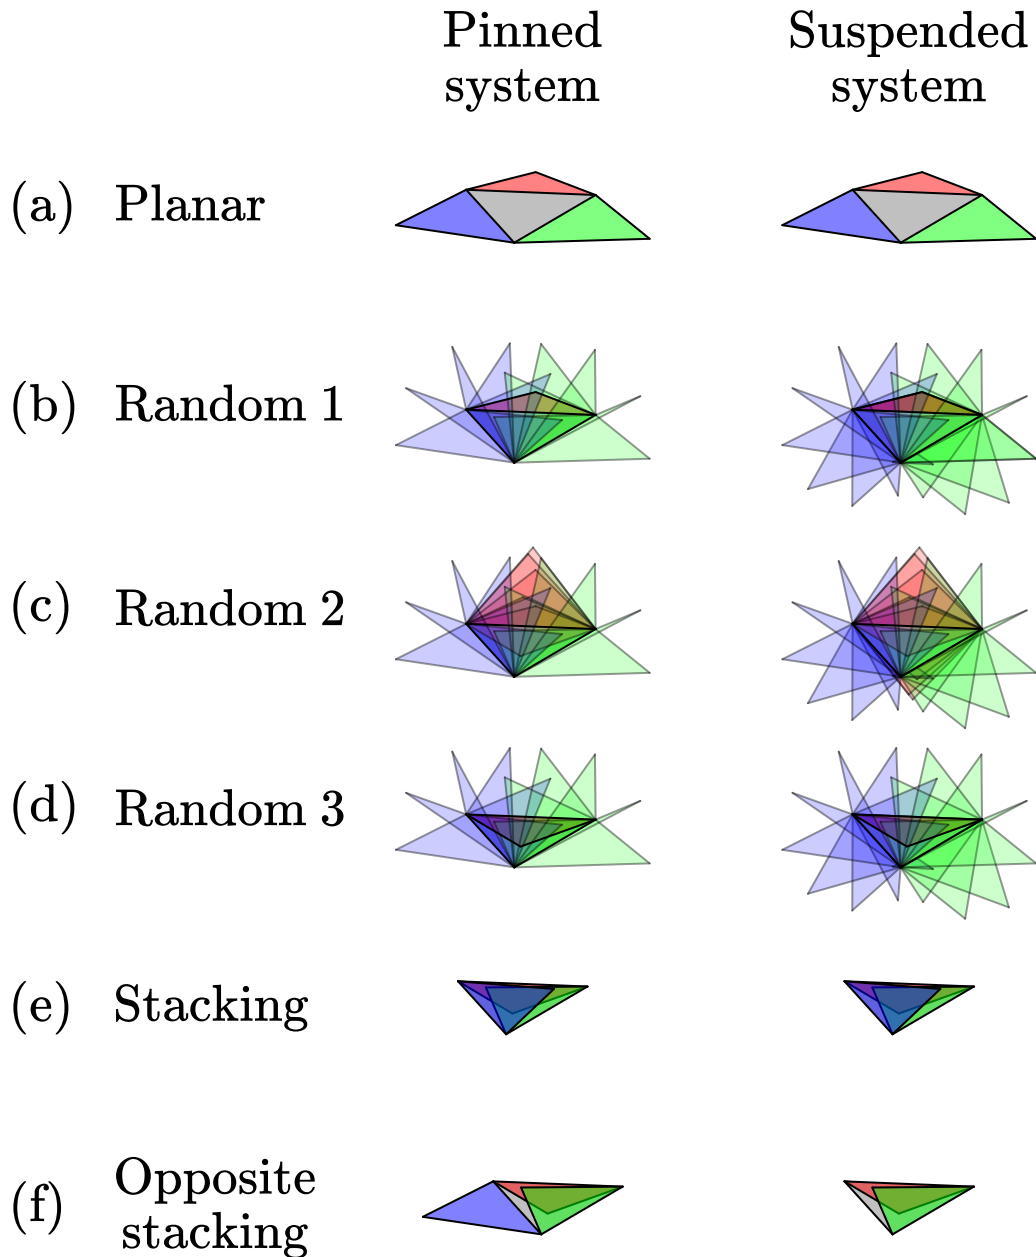 Pinned system
Suspended system
(a) Planar
(b) Random 1
(c) Random 2
(d) Random 3
(e) Stacking
(f) Opposite stacking